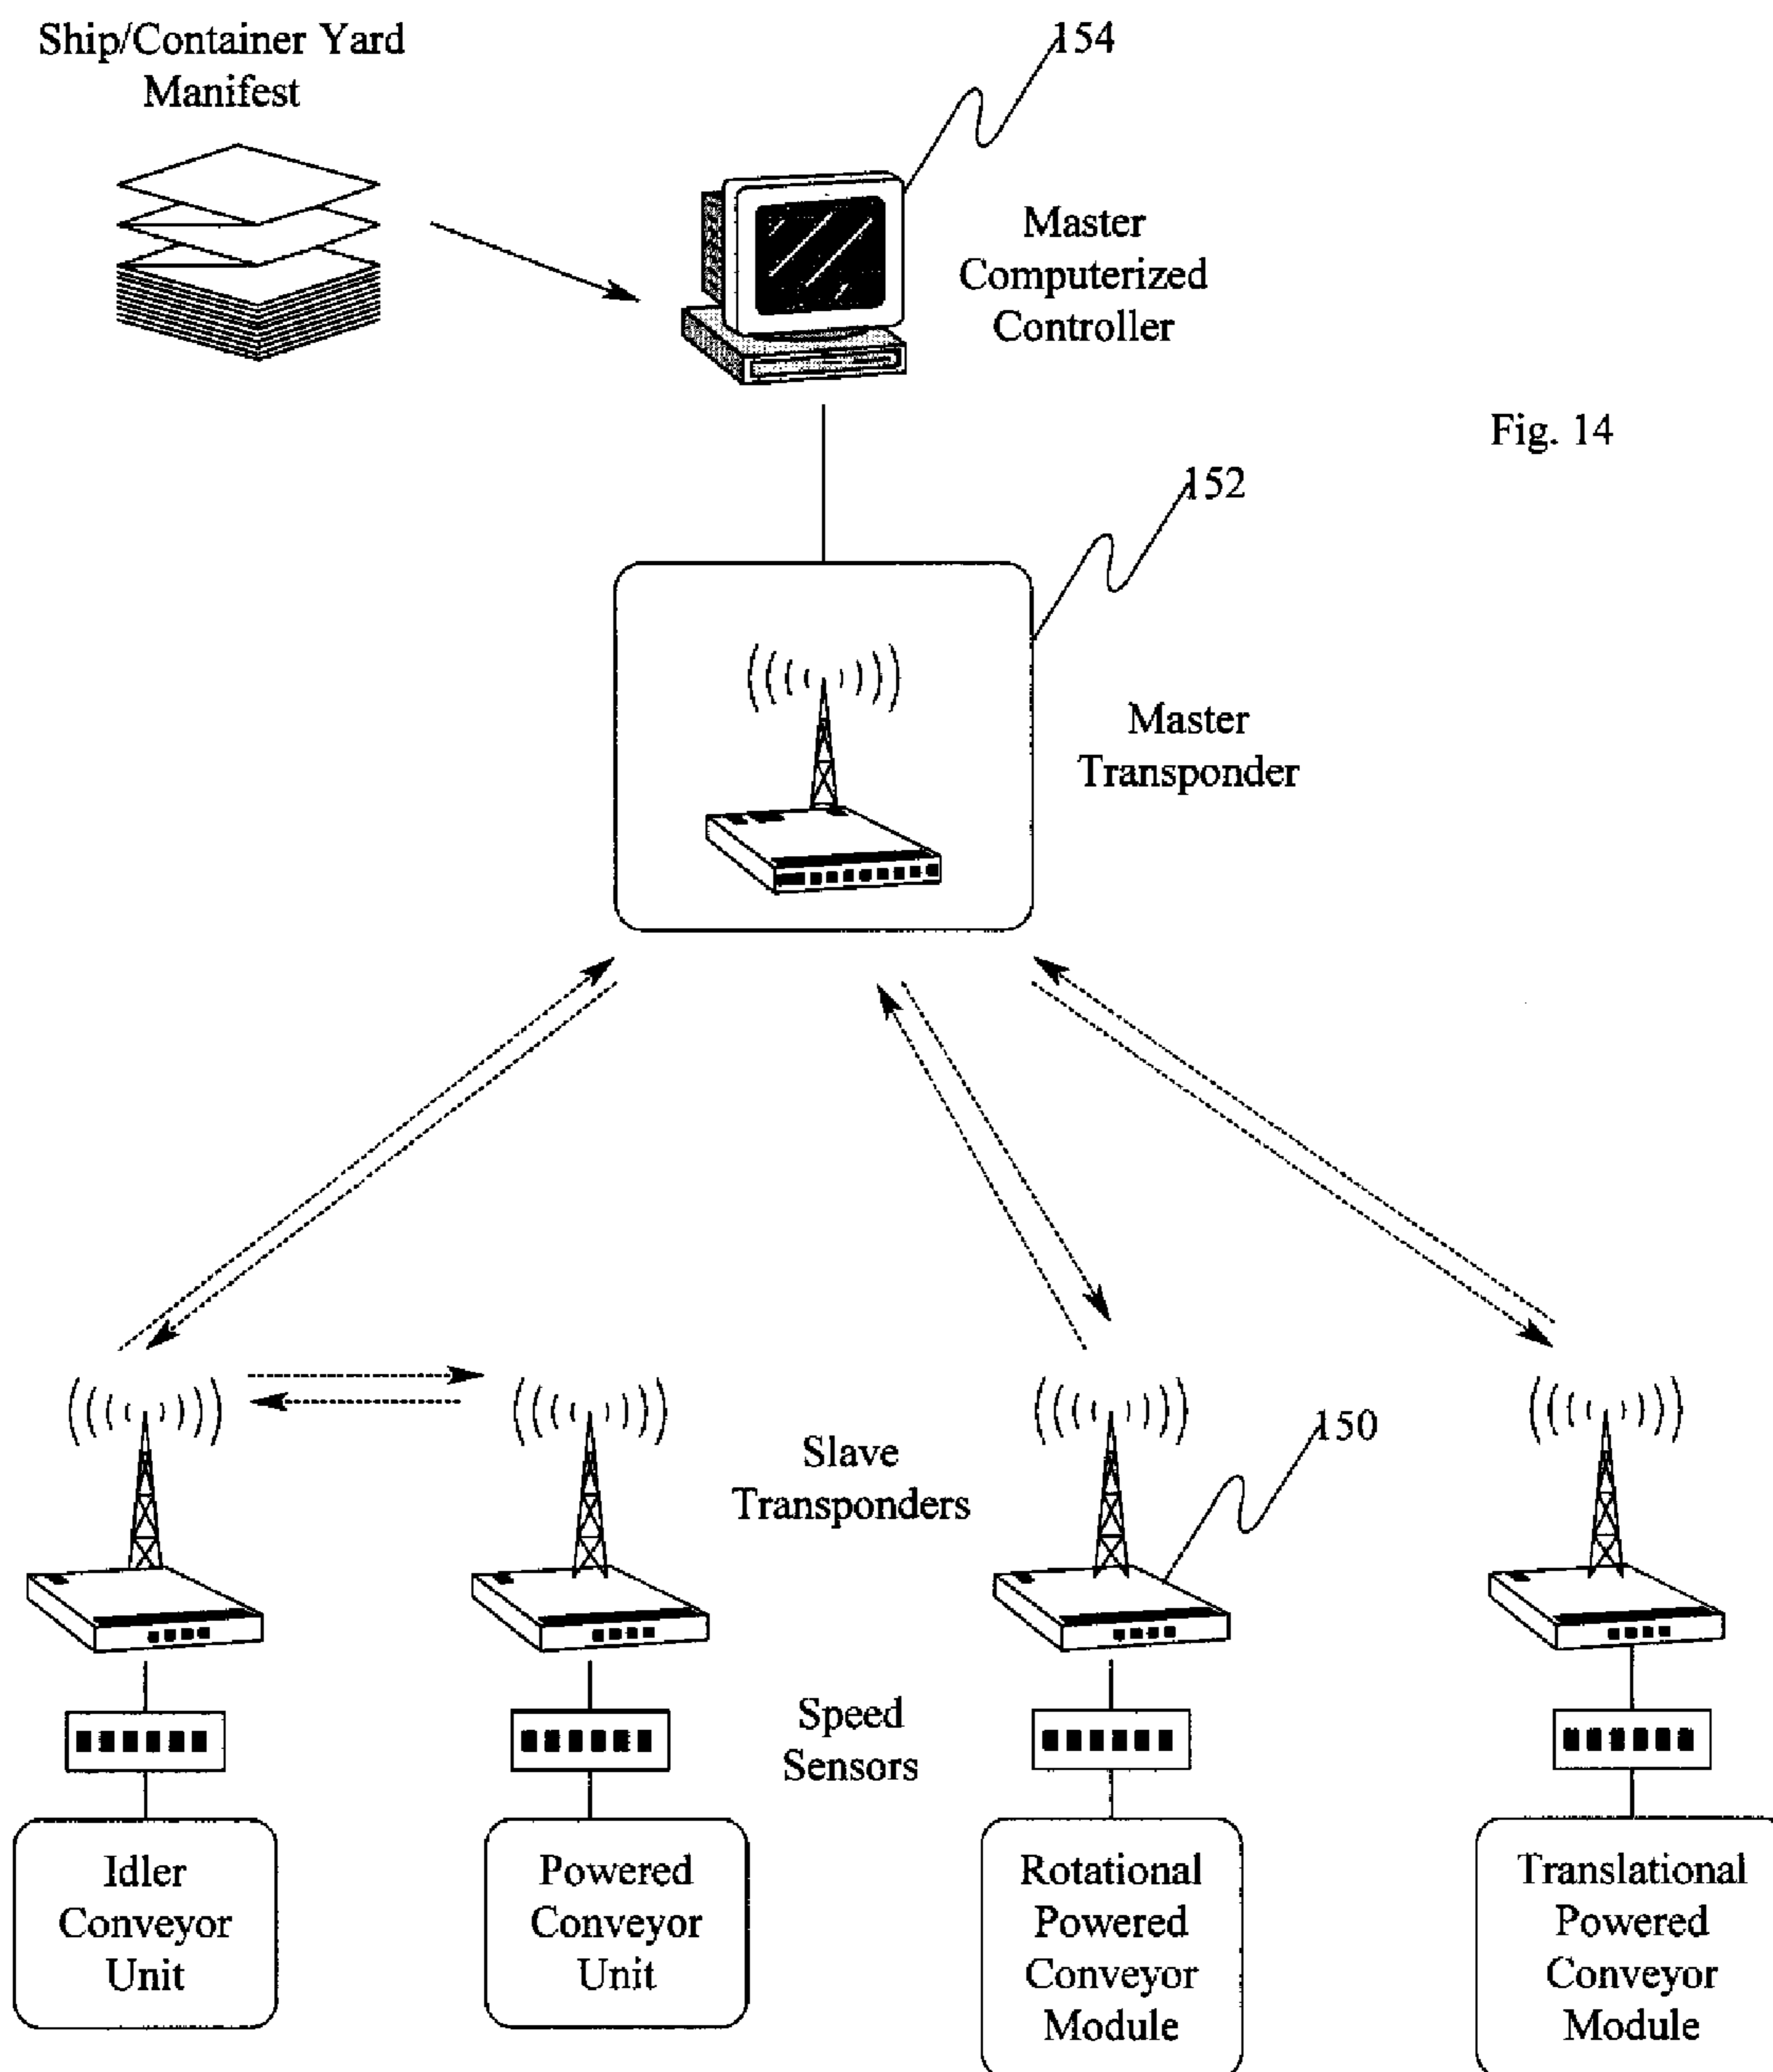 Ship/Container Yard
Manifest
154
Master
Computerized
Controller
Fig. 14
152
Master
Transponder
Slave
Transponders
150
Speed
Sensors
Idler
Conveyor
Unit
Powered
Conveyor
Unit
Rotational
Powered
Conveyor
Module
Translational
Powered
Conveyor
Module